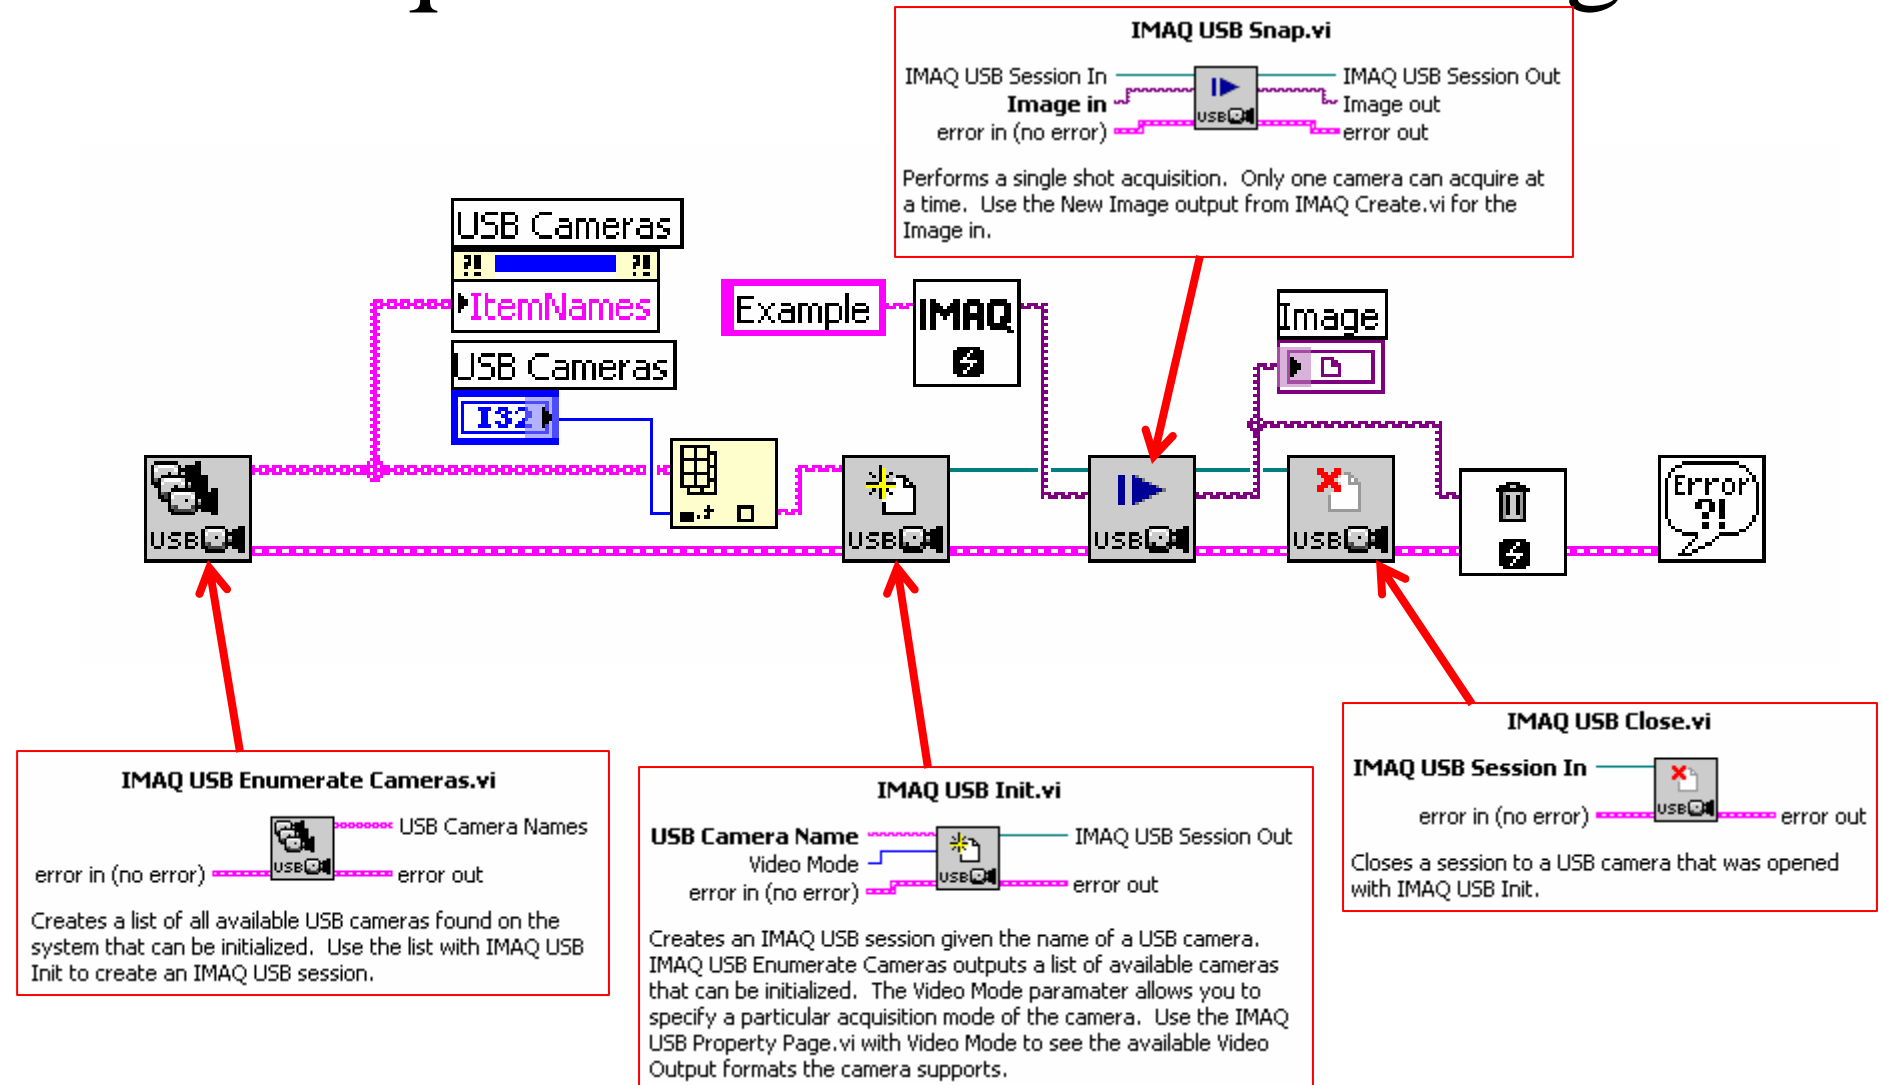 IMAQ USB Snap.vi
IMAQ USB Session In
IMAQ USB Session Out
Image in
Image out
error in (no error)
error out
Performs a single shot acquisition. Only one camera can acquire at
a time. Use the New Image output from IMAQ Create.vi for the
Image in.
USB
USB Cameras
?! ?!
ItemNames
USB Cameras
I32
Example
IMAQ
Image
USB
USB
USB
USB
Error
?!
IMAQ USB Enumerate Cameras.vi
USB Camera Names
error in (no error)
error out
USB
Creates a list of all available USB cameras found on the
system that can be initialized. Use the list with IMAQ USB
Init to create an IMAQ USB session.
IMAQ USB Init.vi
USB Camera Name
IMAQ USB Session Out
Video Mode
error in (no error)
error out
USB
Creates an IMAQ USB session given the name of a USB camera.
IMAQ USB Enumerate Cameras outputs a list of available cameras
that can be initialized. The Video Mode paramater allows you to
specify a particular acquisition mode of the camera. Use the IMAQ
USB Property Page.vi with Video Mode to see the available Video
Output formats the camera supports.
IMAQ USB Close.vi
IMAQ USB Session In
error in (no error)
error out
USB
Closes a session to a USB camera that was opened
with IMAQ USB Init.